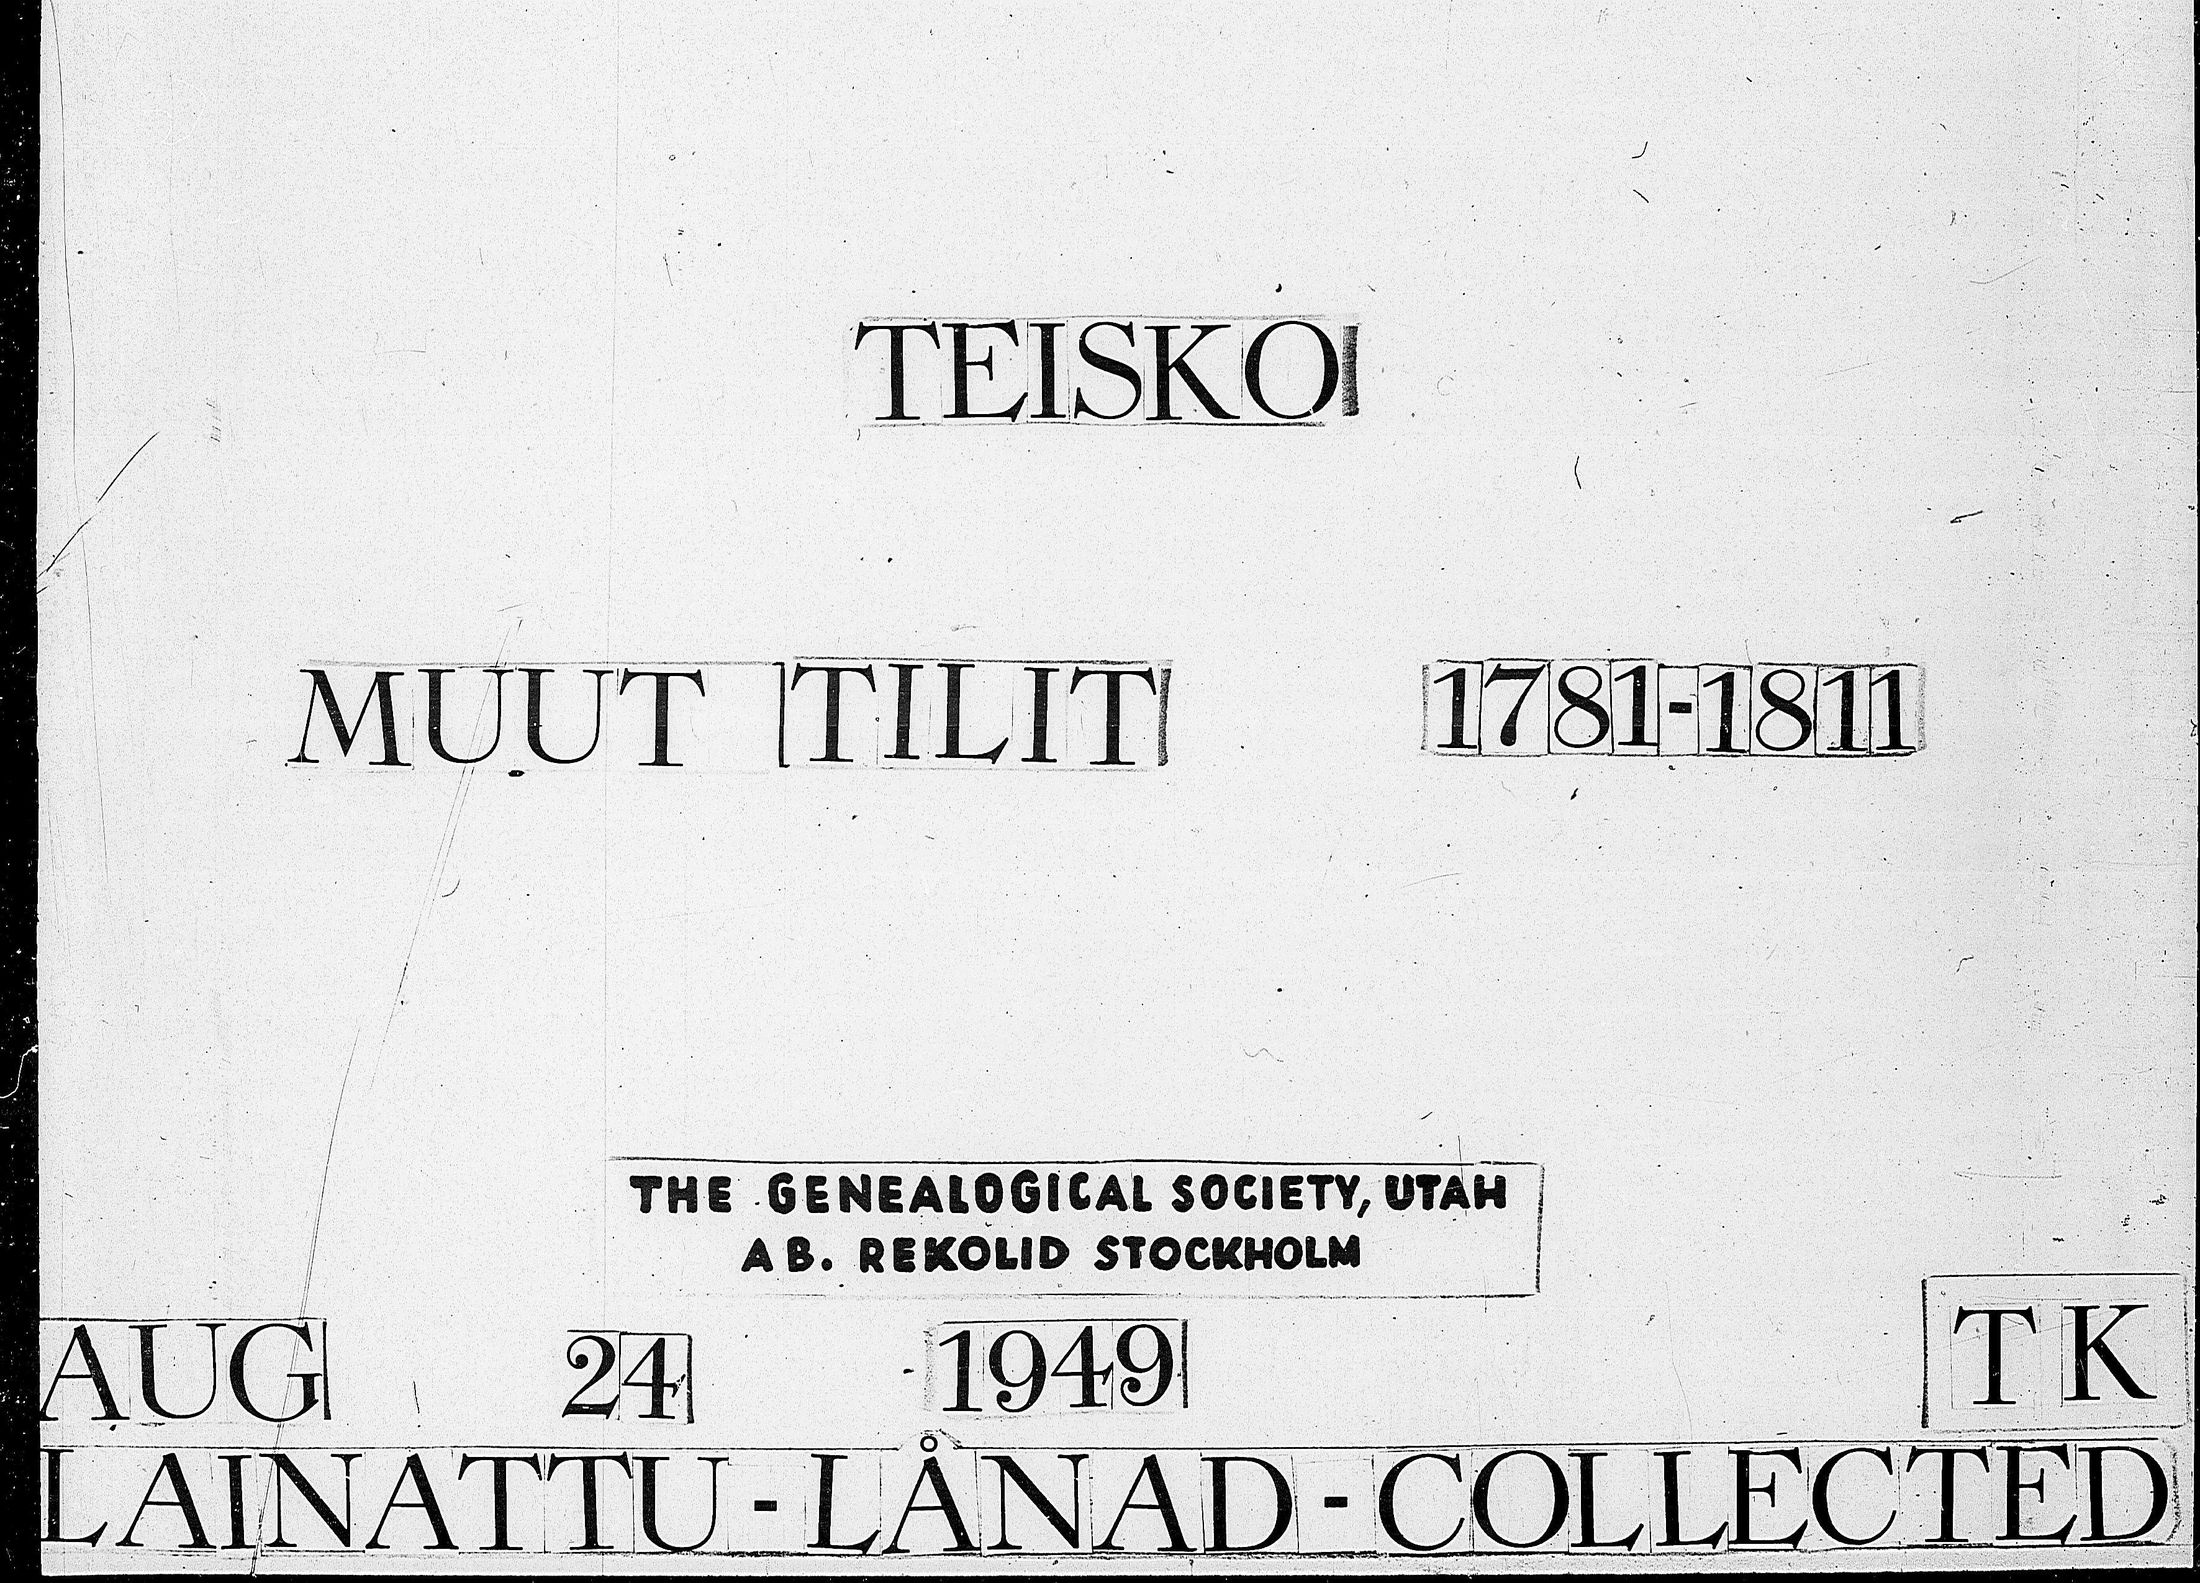 TEISKO
MUUT TILIT 1781-1811
THE GENEALOGICAL SOCIETY, UTAH
AB. REKOLID STOCKHOLM
AUG 24 1949 TK
LAINATTU-LÅNAD-COLLECTED